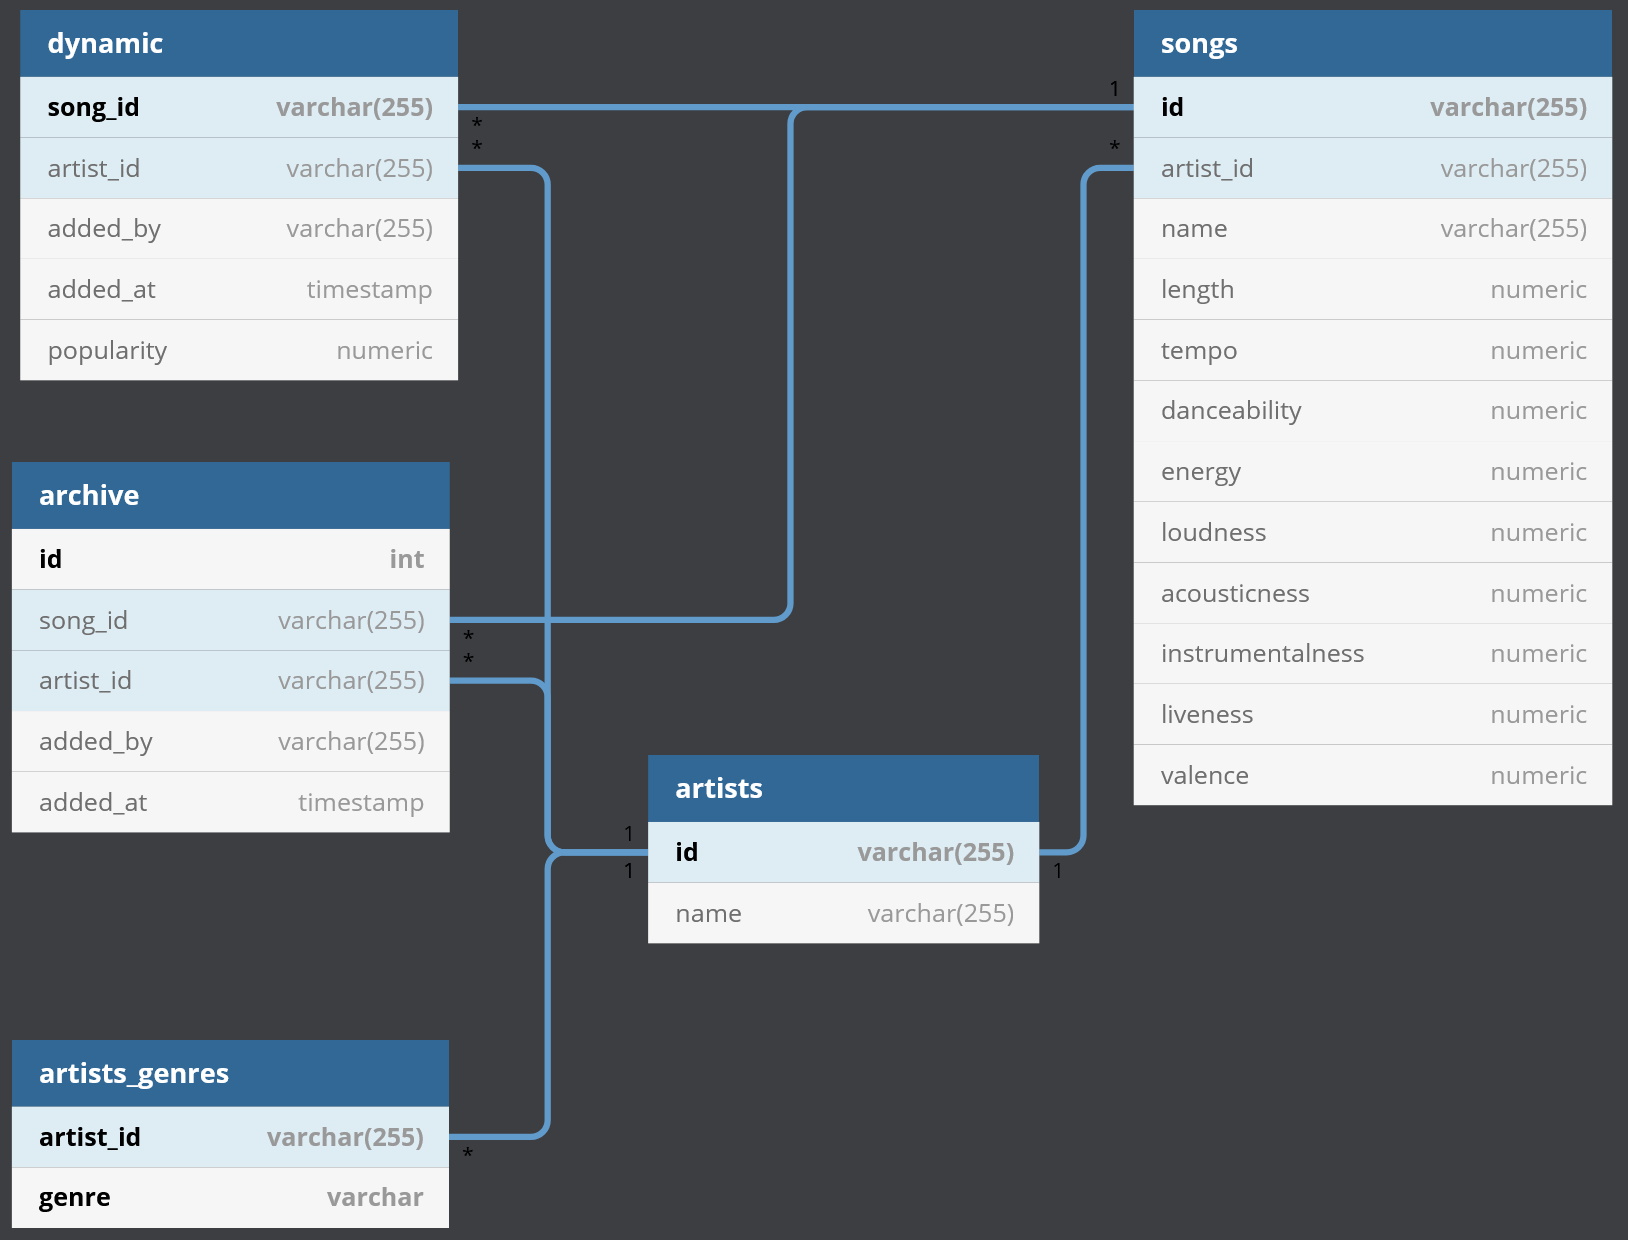 dynamic
song_id varchar(255)
artist_id varchar(255)
added_by varchar(255)
added_at timestamp
popularity numeric
*
*
archive
id int
song_id varchar(255)
artist_id varchar(255)
added_by varchar(255)
added_at timestamp
*
*
artists_genres
artist_id varchar(255)
genre varchar
*
artists
id varchar(255)
name varchar(255)
1
1
1
songs
id varchar(255)
artist_id varchar(255)
name varchar(255)
length numeric
tempo numeric
danceability numeric
energy numeric
loudness numeric
acousticness numeric
instrumentalness numeric
liveness numeric
valence numeric
1
*